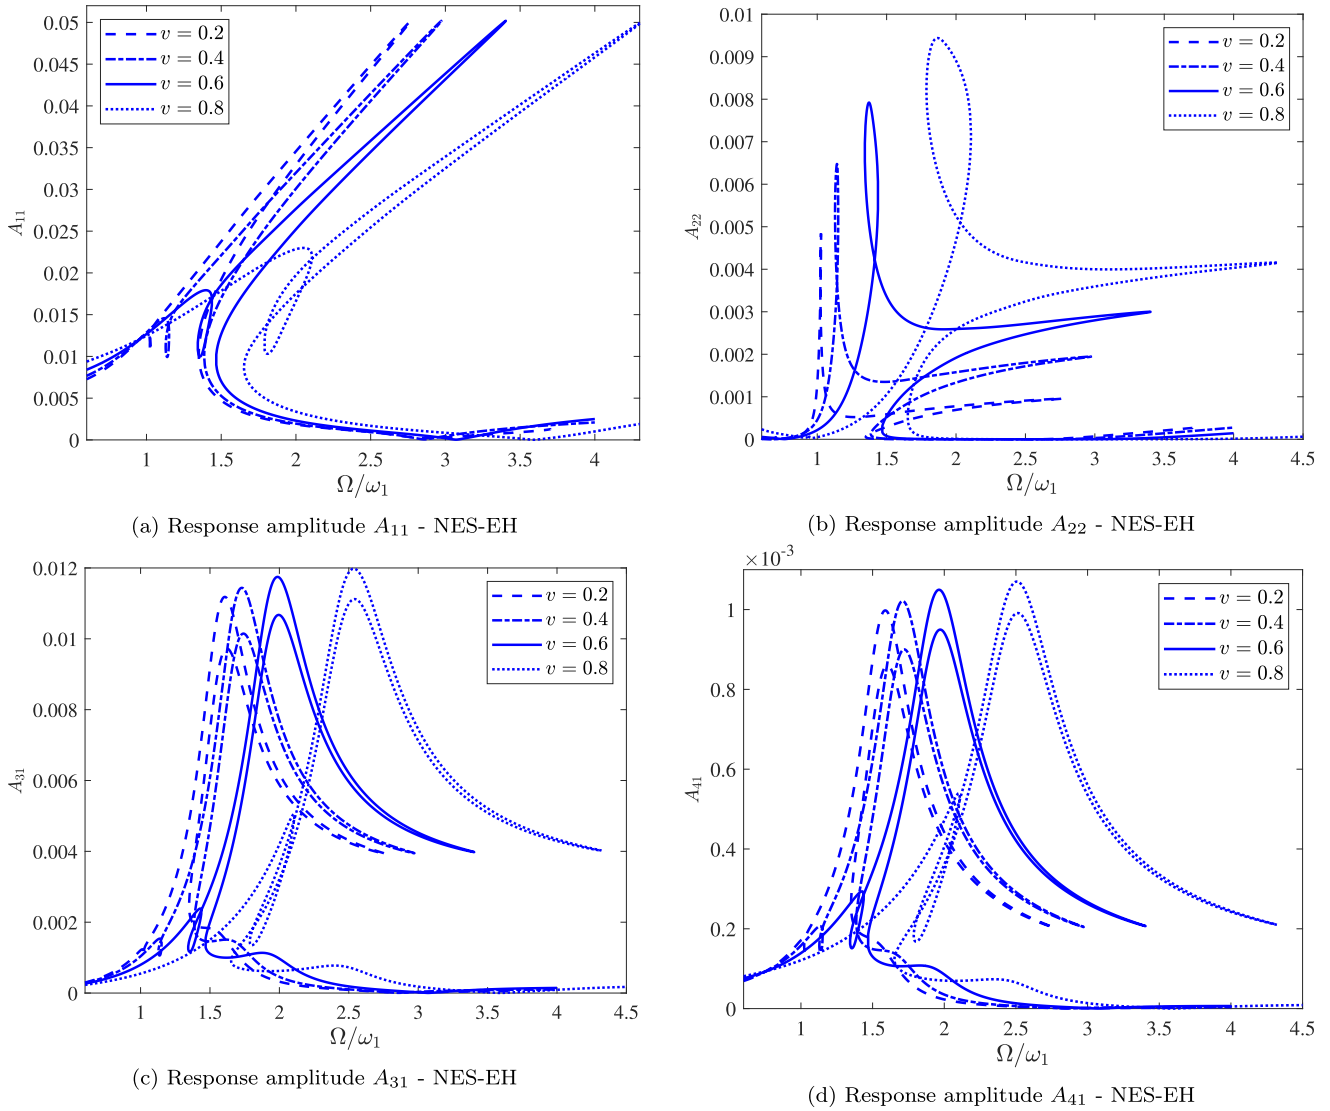 0.05
0.045
0.04
0.035
0.03
0.025
0.02
0.015
0.01
0.005
0
A₁₁
v = 0.2
v = 0.4
v = 0.6
v = 0.8
1 1.5 2 2.5 3 3.5 4
Ω/ω₁
(a) Response amplitude A₁₁ - NES-EH
0.01
0.009
0.008
0.007
0.006
0.005
0.004
0.003
0.002
0.001
0
A₂₂
v = 0.2
v = 0.4
v = 0.6
v = 0.8
1 1.5 2 2.5 3 3.5 4 4.5
Ω/ω₁
(b) Response amplitude A₂₂ - NES-EH
0.012
0.01
0.008
0.006
0.004
0.002
0
A₃₁
v = 0.2
v = 0.4
v = 0.6
v = 0.8
1 1.5 2 2.5 3 3.5 4 4.5
Ω/ω₁
(c) Response amplitude A₃₁ - NES-EH
×10⁻³
1
0.8
0.6
0.4
0.2
0
A₄₁
v = 0.2
v = 0.4
v = 0.6
v = 0.8
1 1.5 2 2.5 3 3.5 4 4.5
Ω/ω₁
(d) Response amplitude A₄₁ - NES-EH